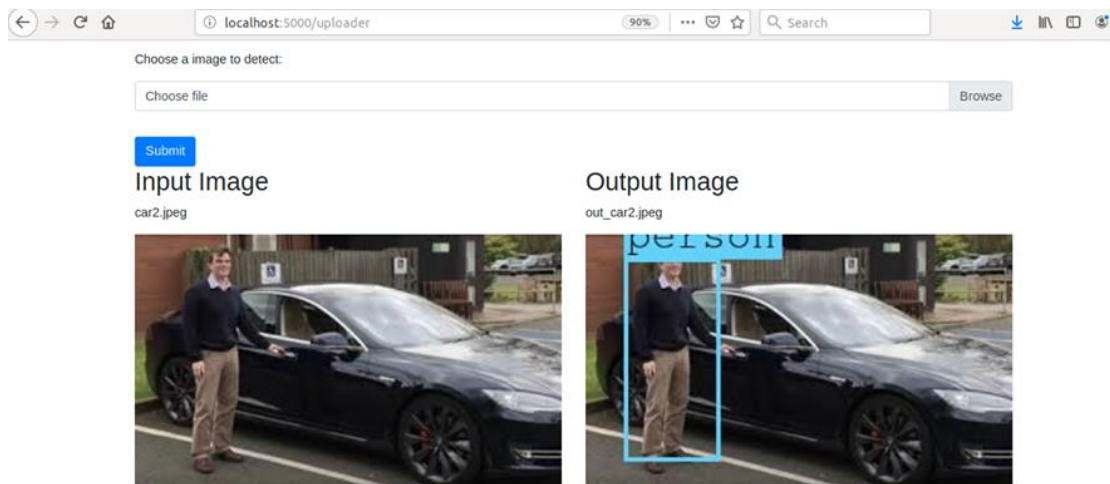 localhost:5000/uploader
90%
Search
Choose a image to detect:
Choose file
Browse
Submit
Input Image
Output Image
car2.jpeg
out_car2.jpeg
person